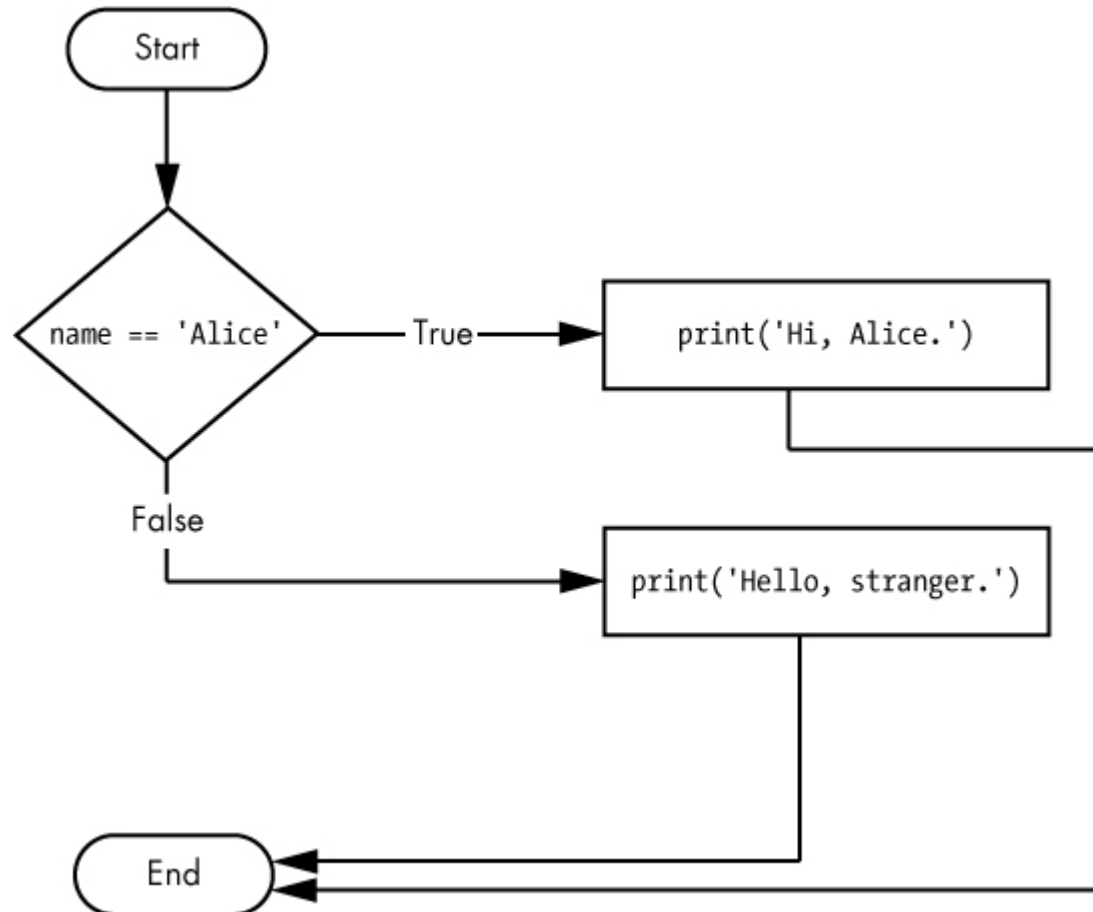 Start
name == 'Alice'
True
print('Hi, Alice.')
False
print('Hello, stranger.')
End